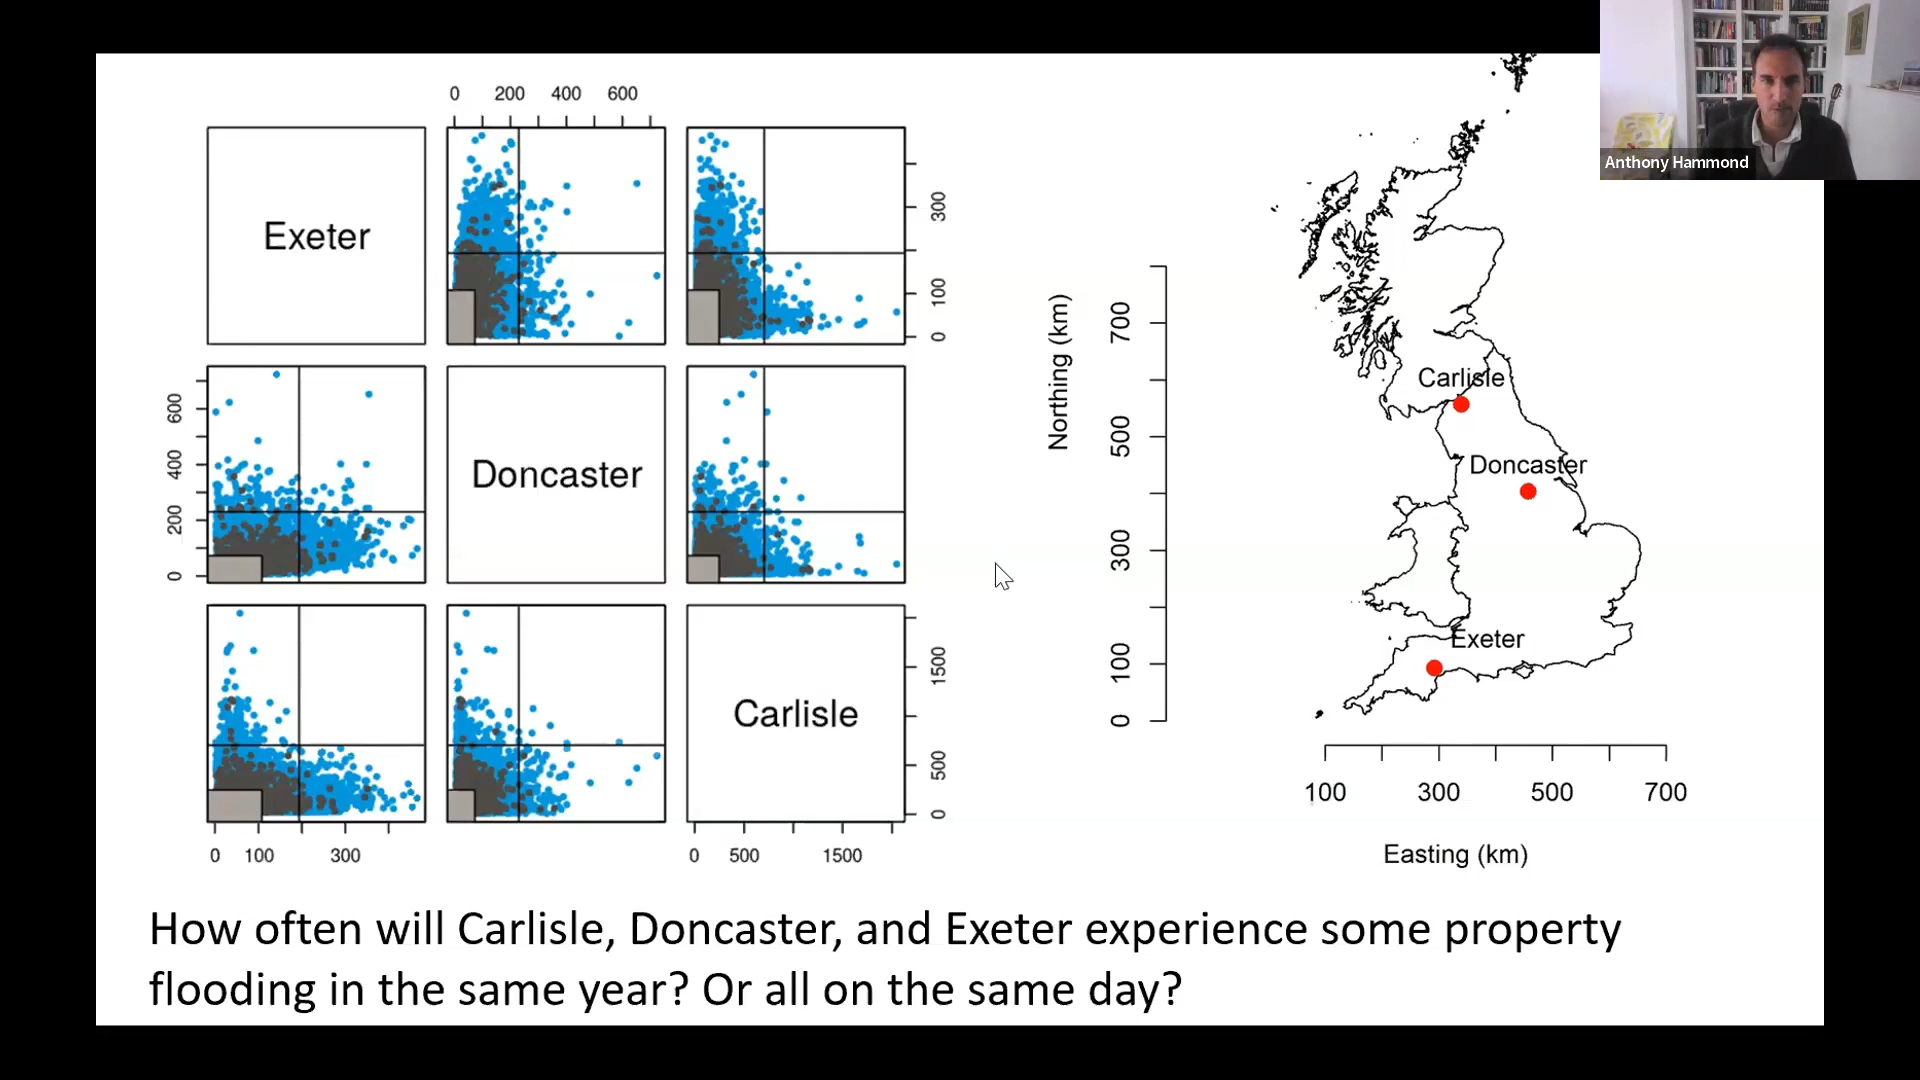 Anthony Hammond
0 200 400 600
Exeter
300
100
0
600
400
200
0
Doncaster
Carlisle
1500
500
0
0 100 300
0 500 1500
Northing (km)
700
500
300
100
0
Carlisle
Doncaster
Exeter
100 300 500 700
Easting (km)
How often will Carlisle, Doncaster, and Exeter experience some property
flooding in the same year? Or all on the same day?